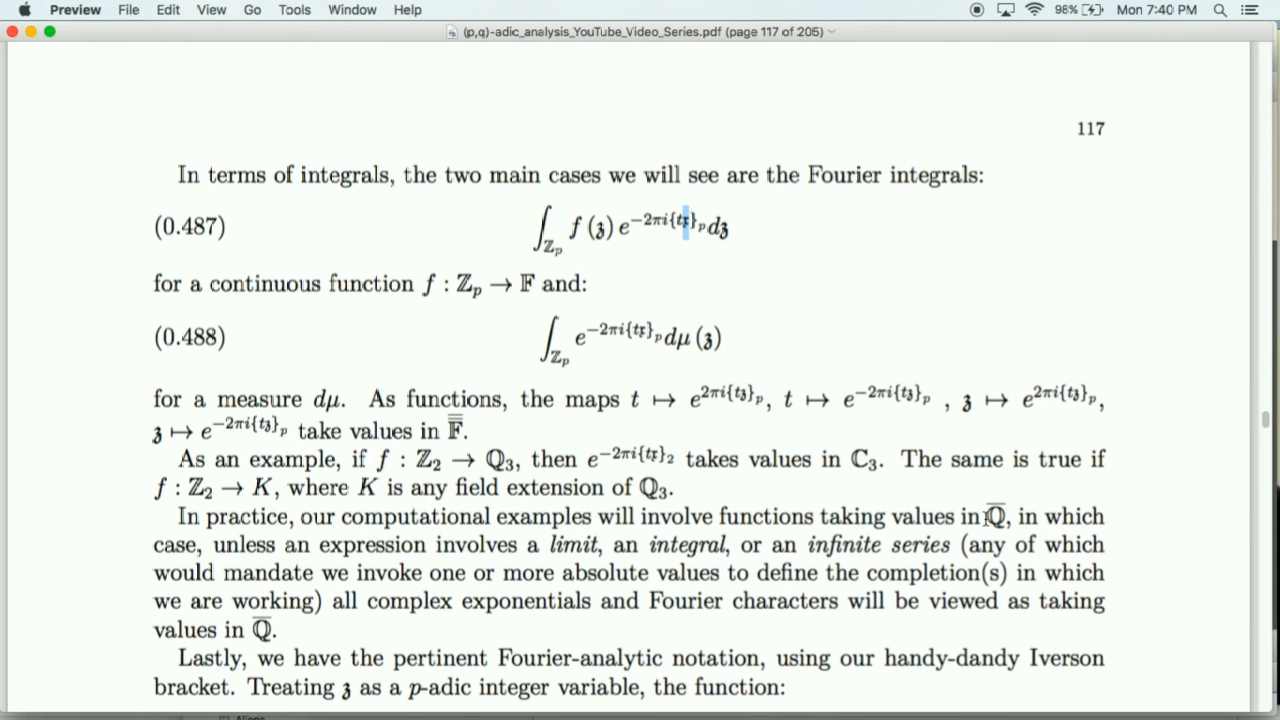 Preview File Edit View Go Tools Window Help 98% Mon 7:40 PM
(p,q)-adic_analysis_YouTube_Video_Series.pdf (page 117 of 205)
117
In terms of integrals, the two main cases we will see are the Fourier integrals:
(0.487) ∫_{ℤ_p} f (𝔷) e^{−2πi{t𝔵}_p} d𝔷
for a continuous function f : ℤ_p → 𝔽 and:
(0.488) ∫_{ℤ_p} e^{−2πi{t𝔵}_p} dμ (𝔷)
for a measure dμ. As functions, the maps t ↦ e^{2πi{t𝔷}_p}, t ↦ e^{−2πi{t𝔷}_p} , 𝔷 ↦ e^{2πi{t𝔷}_p},
𝔷 ↦ e^{−2πi{t𝔷}_p} take values in 𝔽̿.
As an example, if f : ℤ₂ → ℚ₃, then e^{−2πi{t𝔵}_2} takes values in ℂ₃. The same is true if
f : ℤ₂ → K, where K is any field extension of ℚ₃.
In practice, our computational examples will involve functions taking values in ℚ̅, in which
case, unless an expression involves a limit, an integral, or an infinite series (any of which
would mandate we invoke one or more absolute values to define the completion(s) in which
we are working) all complex exponentials and Fourier characters will be viewed as taking
values in ℚ̅.
Lastly, we have the pertinent Fourier-analytic notation, using our handy-dandy Iverson
bracket. Treating 𝔷 as a p-adic integer variable, the function: